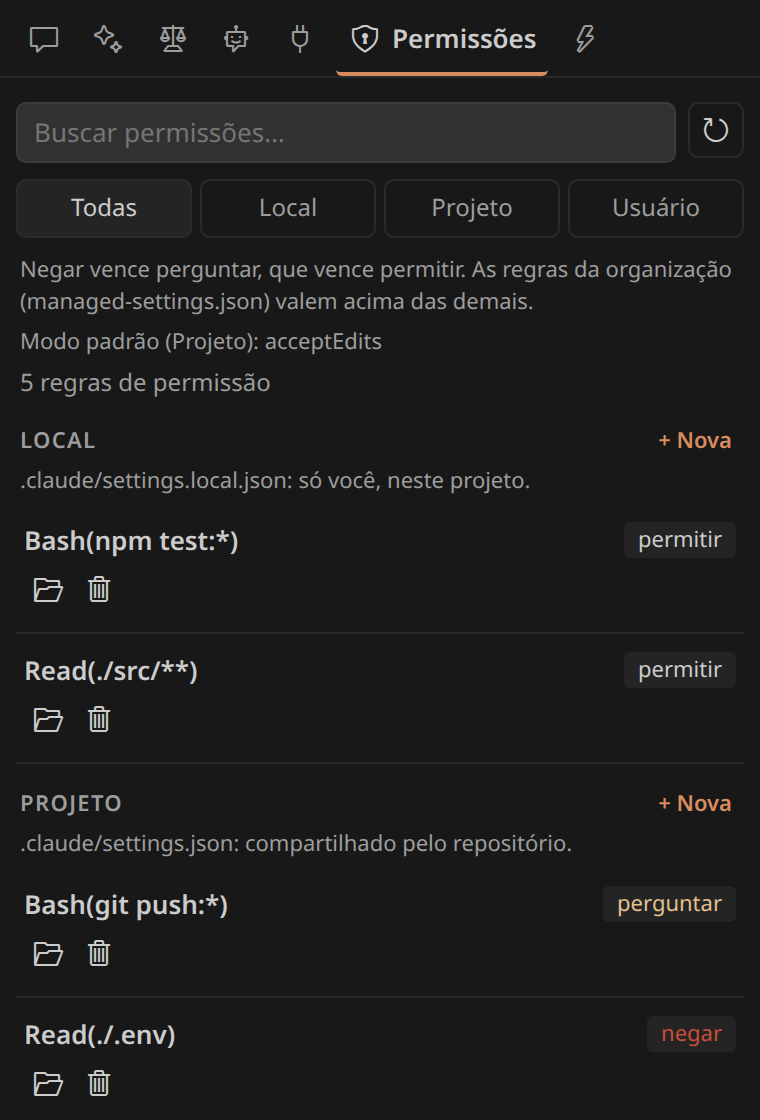 Permissões
Buscar permissões...
Todas
Local
Projeto
Usuário
Negar vence perguntar, que vence permitir. As regras da organização
(managed-settings.json) valem acima das demais.
Modo padrão (Projeto): acceptEdits
5 regras de permissão
LOCAL
+ Nova
.claude/settings.local.json: só você, neste projeto.
Bash(npm test:*)
permitir
Read(./src/**)
permitir
PROJETO
+ Nova
.claude/settings.json: compartilhado pelo repositório.
Bash(git push:*)
perguntar
Read(./.env)
negar